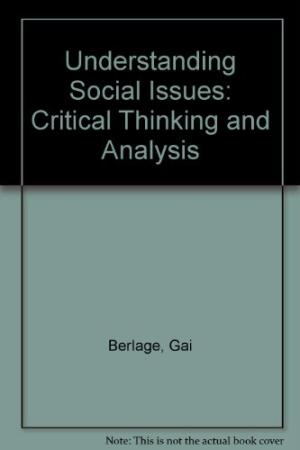 Understanding
Social Issues:
Critical Thinking and
Analysis
Berlage, Gai
Note: This is not the actual book cover